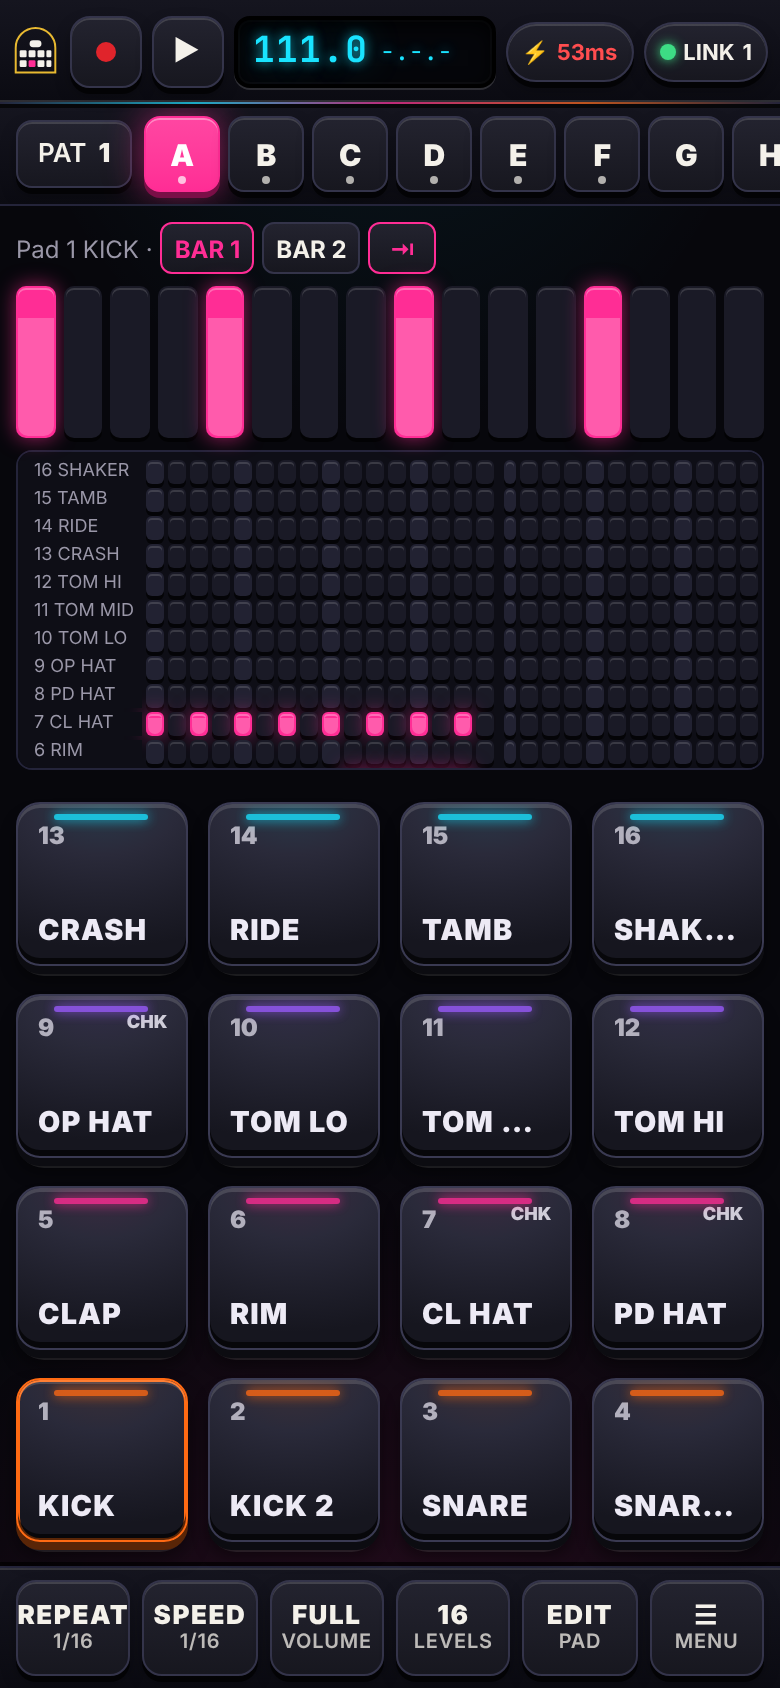 111.0 -.-.-
⚡ 53ms
LINK 1
PAT 1
A
B
C
D
E
F
G
H
Pad 1 KICK ·
BAR 1
BAR 2
⇥
16 SHAKER
15 TAMB
14 RIDE
13 CRASH
12 TOM HI
11 TOM MID
10 TOM LO
9 OP HAT
8 PD HAT
7 CL HAT
6 RIM
13
CRASH
14
RIDE
15
TAMB
16
SHAK...
9
CHK
OP HAT
10
TOM LO
11
TOM ...
12
TOM HI
5
CLAP
6
RIM
7
CHK
CL HAT
8
CHK
PD HAT
1
KICK
2
KICK 2
3
SNARE
4
SNAR...
REPEAT
1/16
SPEED
1/16
FULL
VOLUME
16
LEVELS
EDIT
PAD
☰
MENU